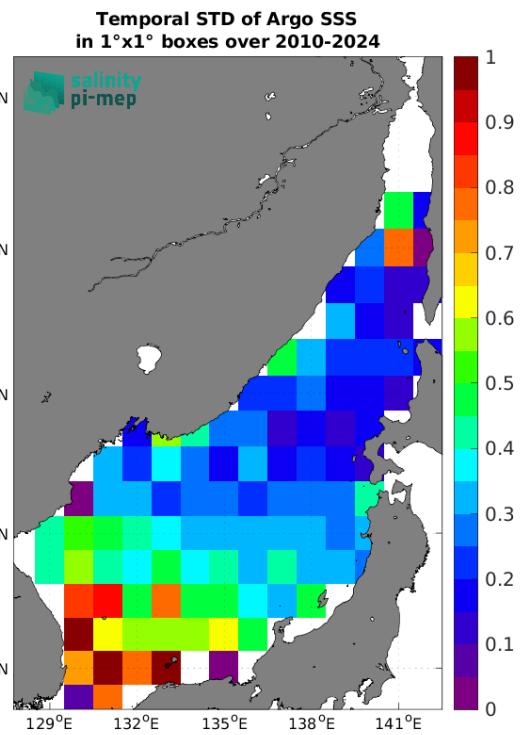 Temporal STD of Argo SSS
in 1°x1° boxes over 2010-2024
salinity
pi-mep
N
N
N
N
N
1
0.9
0.8
0.7
0.6
0.5
0.4
0.3
0.2
0.1
0
129°E 132°E 135°E 138°E 141°E